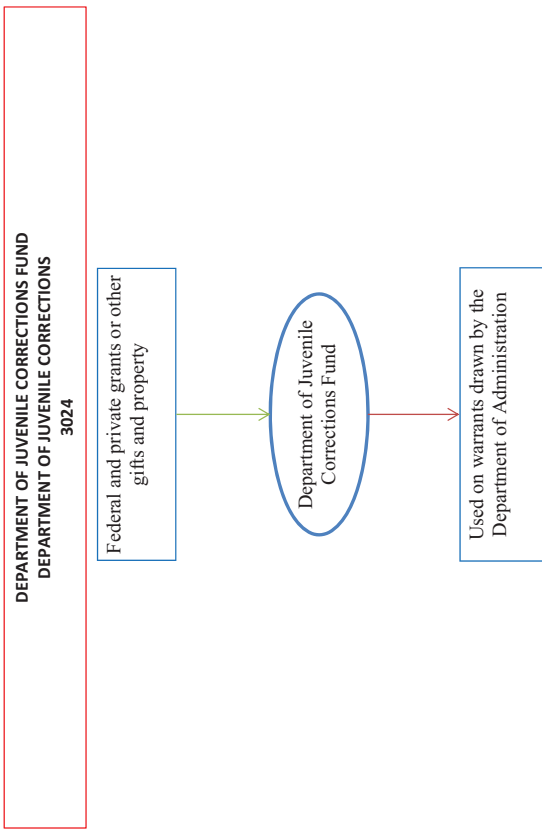 DEPARTMENT OF JUVENILE CORRECTIONS FUND
DEPARTMENT OF JUVENILE CORRECTIONS
3024
Federal and private grants or other
gifts and property
Department of Juvenile
Corrections Fund
Used on warrants drawn by the
Department of Administration